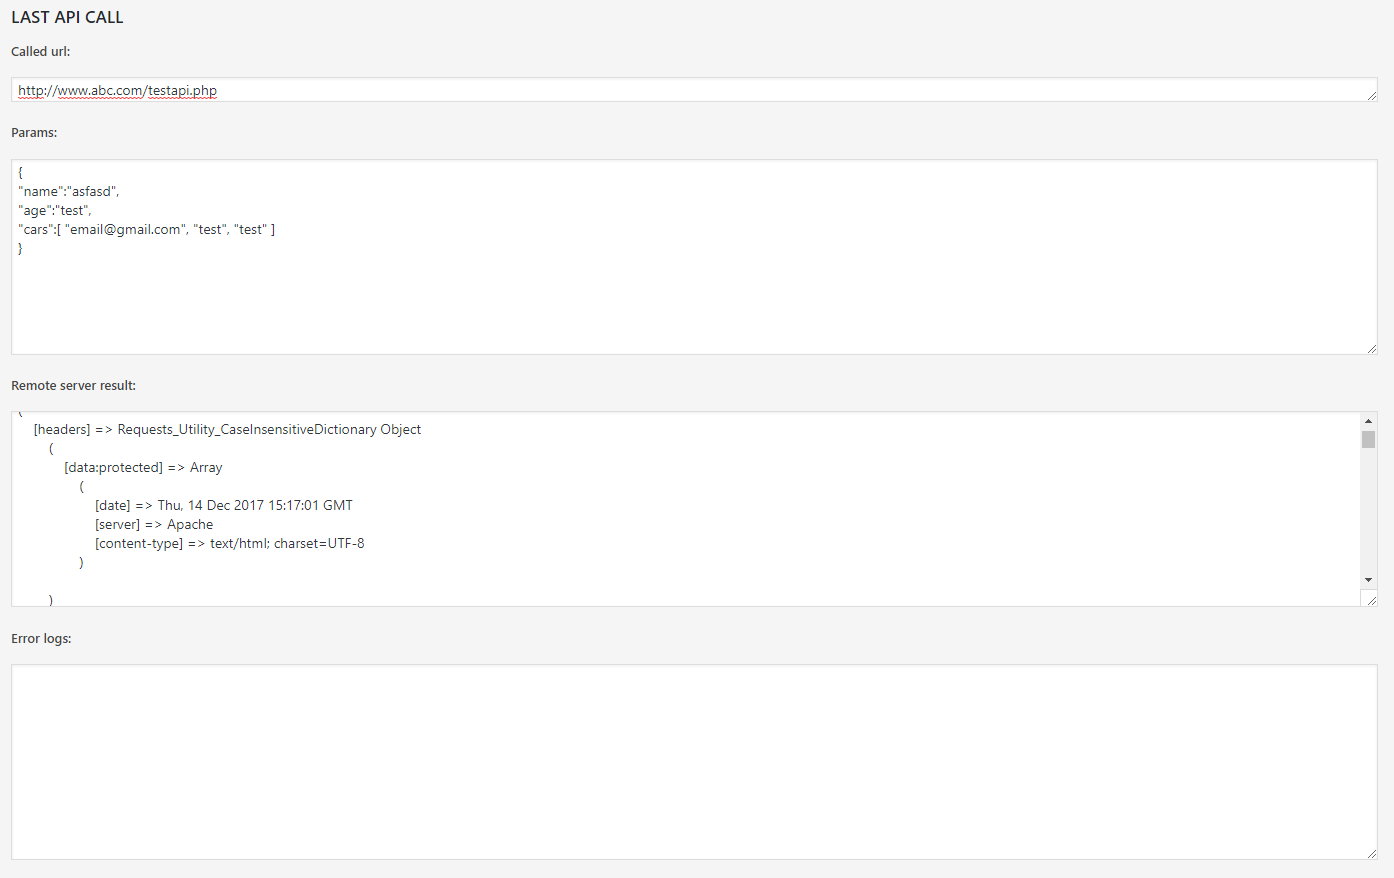 LAST API CALL
Called url:
http://www.abc.com/testapi.php
Params:
{
"name":"asfasd",
"age":"test",
"cars":[ "email@gmail.com", "test", "test" ]
}
Remote server result:
(
[headers] => Requests_Utility_CaseInsensitiveDictionary Object
(
[data:protected] => Array
(
[date] => Thu, 14 Dec 2017 15:17:01 GMT
[server] => Apache
[content-type] => text/html; charset=UTF-8
)
)
Error logs: